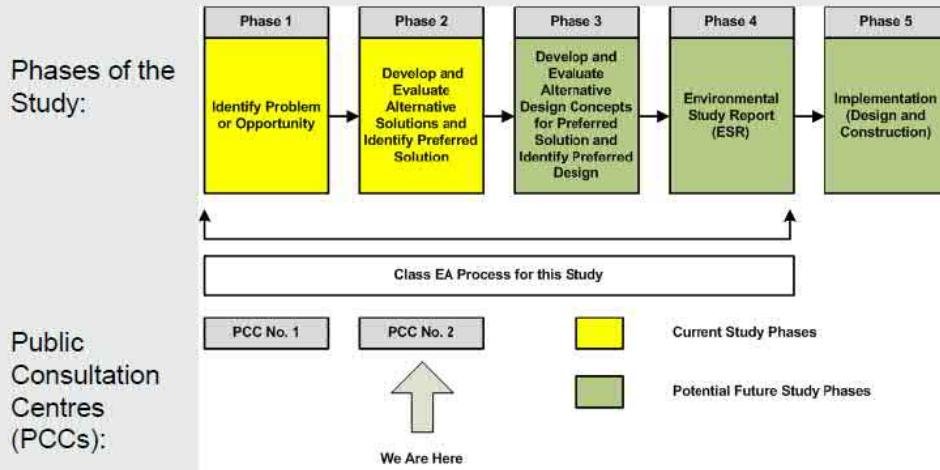 Phases of the
Study:
Phase 1
Identify Problem
or Opportunity
Phase 2
Develop and
Evaluate
Alternative
Solutions and
Identify Preferred
Solution
Phase 3
Develop and
Evaluate
Alternative
Design Concepts
for Preferred
Solution and
Identify Preferred
Design
Phase 4
Environmental
Study Report
(ESR)
Phase 5
Implementation
(Design and
Construction)
Class EA Process for this Study
Public
Consultation
Centres
(PCCs):
PCC No. 1
PCC No. 2
We Are Here
Current Study Phases
Potential Future Study Phases